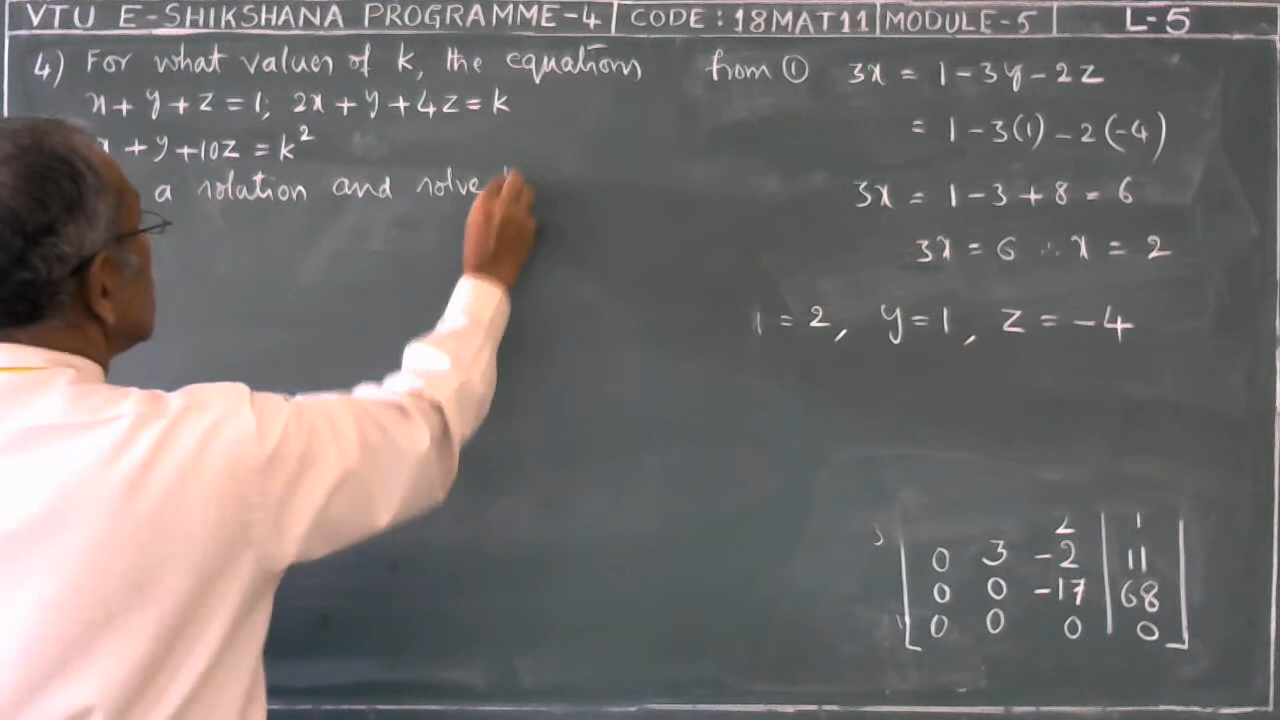 VTU E-SHIKSHANA PROGRAMME-4 | CODE: 18MAT11 | MODULE-5 | L-5
4) For what values of k, the equations
x + y + z = 1; 2x + y + 4z = k
+ y + 10z = k²
a solution and solve
from ① 3x = 1 - 3y - 2z
= 1 - 3(1) - 2(-4)
3x = 1 - 3 + 8 = 6
3x = 6 ∴ x = 2
= 2, y = 1, z = -4
2 | 1
0 3 -2 | 11
0 0 -17 | 68
0 0 0 | 0